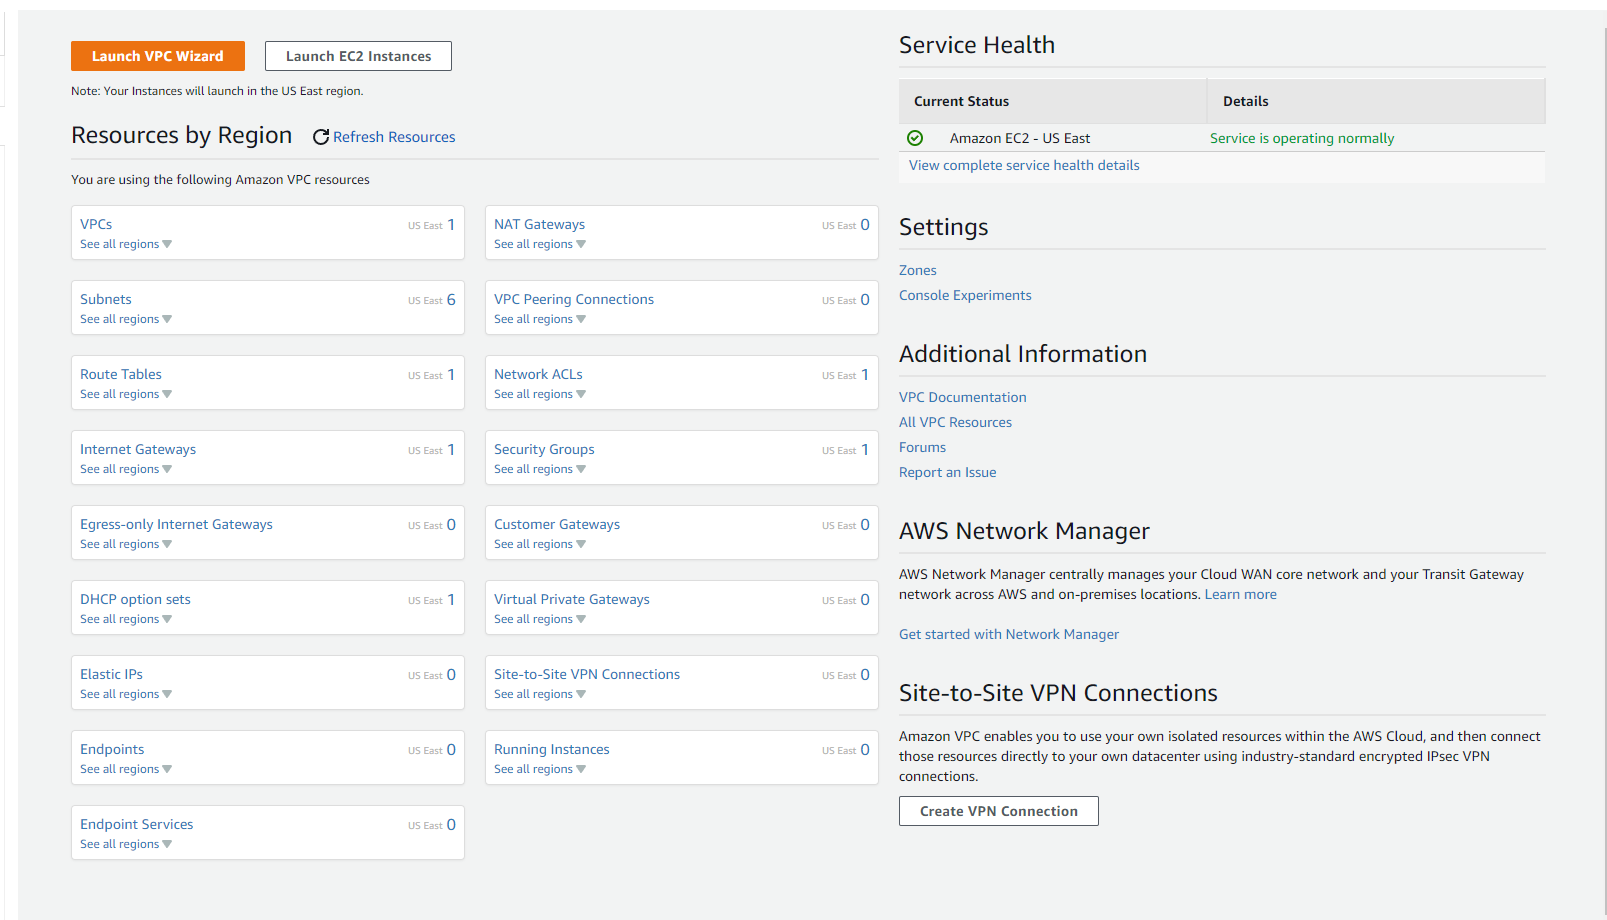 Launch VPC Wizard
Launch EC2 Instances
Note: Your Instances will launch in the US East region.
Resources by Region
Refresh Resources
You are using the following Amazon VPC resources
VPCs
US East 1
See all regions
NAT Gateways
US East 0
See all regions
Subnets
US East 6
See all regions
VPC Peering Connections
US East 0
See all regions
Route Tables
US East 1
See all regions
Network ACLs
US East 1
See all regions
Internet Gateways
US East 1
See all regions
Security Groups
US East 1
See all regions
Egress-only Internet Gateways
US East 0
See all regions
Customer Gateways
US East 0
See all regions
DHCP option sets
US East 1
See all regions
Virtual Private Gateways
US East 0
See all regions
Elastic IPs
US East 0
See all regions
Site-to-Site VPN Connections
US East 0
See all regions
Endpoints
US East 0
See all regions
Running Instances
US East 0
See all regions
Endpoint Services
US East 0
See all regions
Service Health
Current Status
Details
Amazon EC2 - US East
Service is operating normally
View complete service health details
Settings
Zones
Console Experiments
Additional Information
VPC Documentation
All VPC Resources
Forums
Report an Issue
AWS Network Manager
AWS Network Manager centrally manages your Cloud WAN core network and your Transit Gateway
network across AWS and on-premises locations. Learn more
Get started with Network Manager
Site-to-Site VPN Connections
Amazon VPC enables you to use your own isolated resources within the AWS Cloud, and then connect
those resources directly to your own datacenter using industry-standard encrypted IPsec VPN
connections.
Create VPN Connection